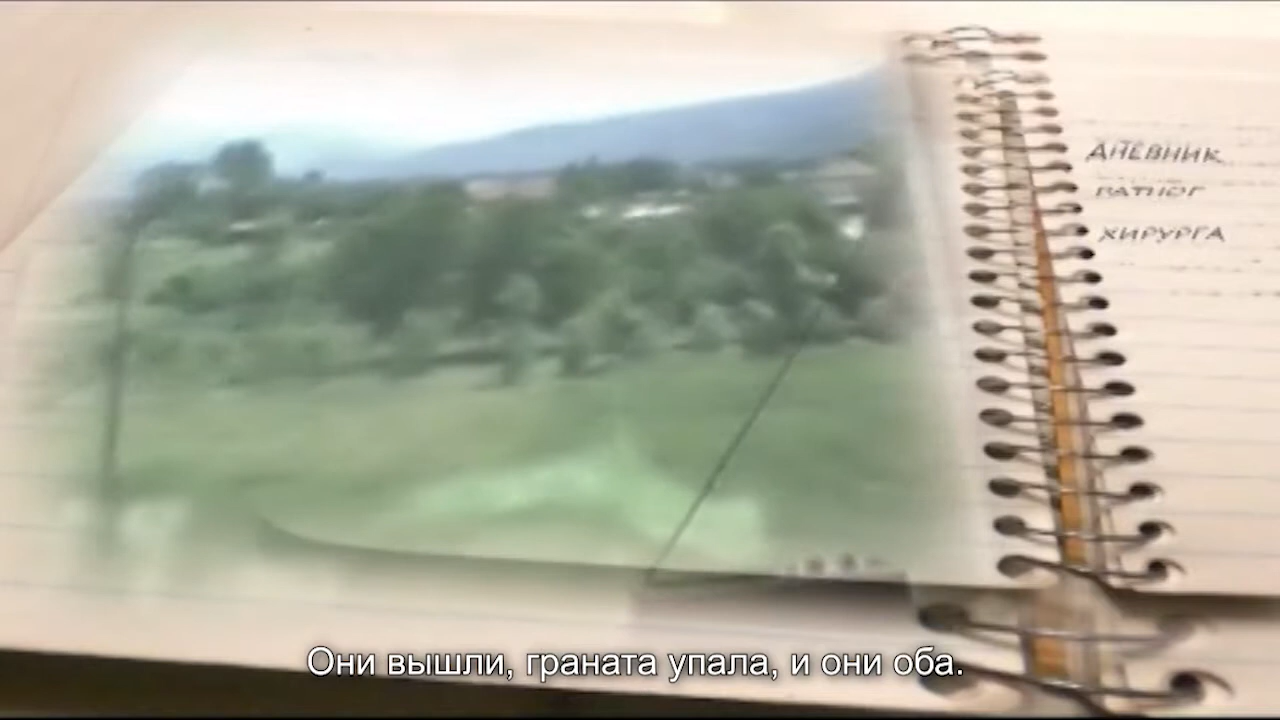 ДНЕВНИК
РАТНОГ
ХИРУРГА
Они вышли, граната упала, и они оба.